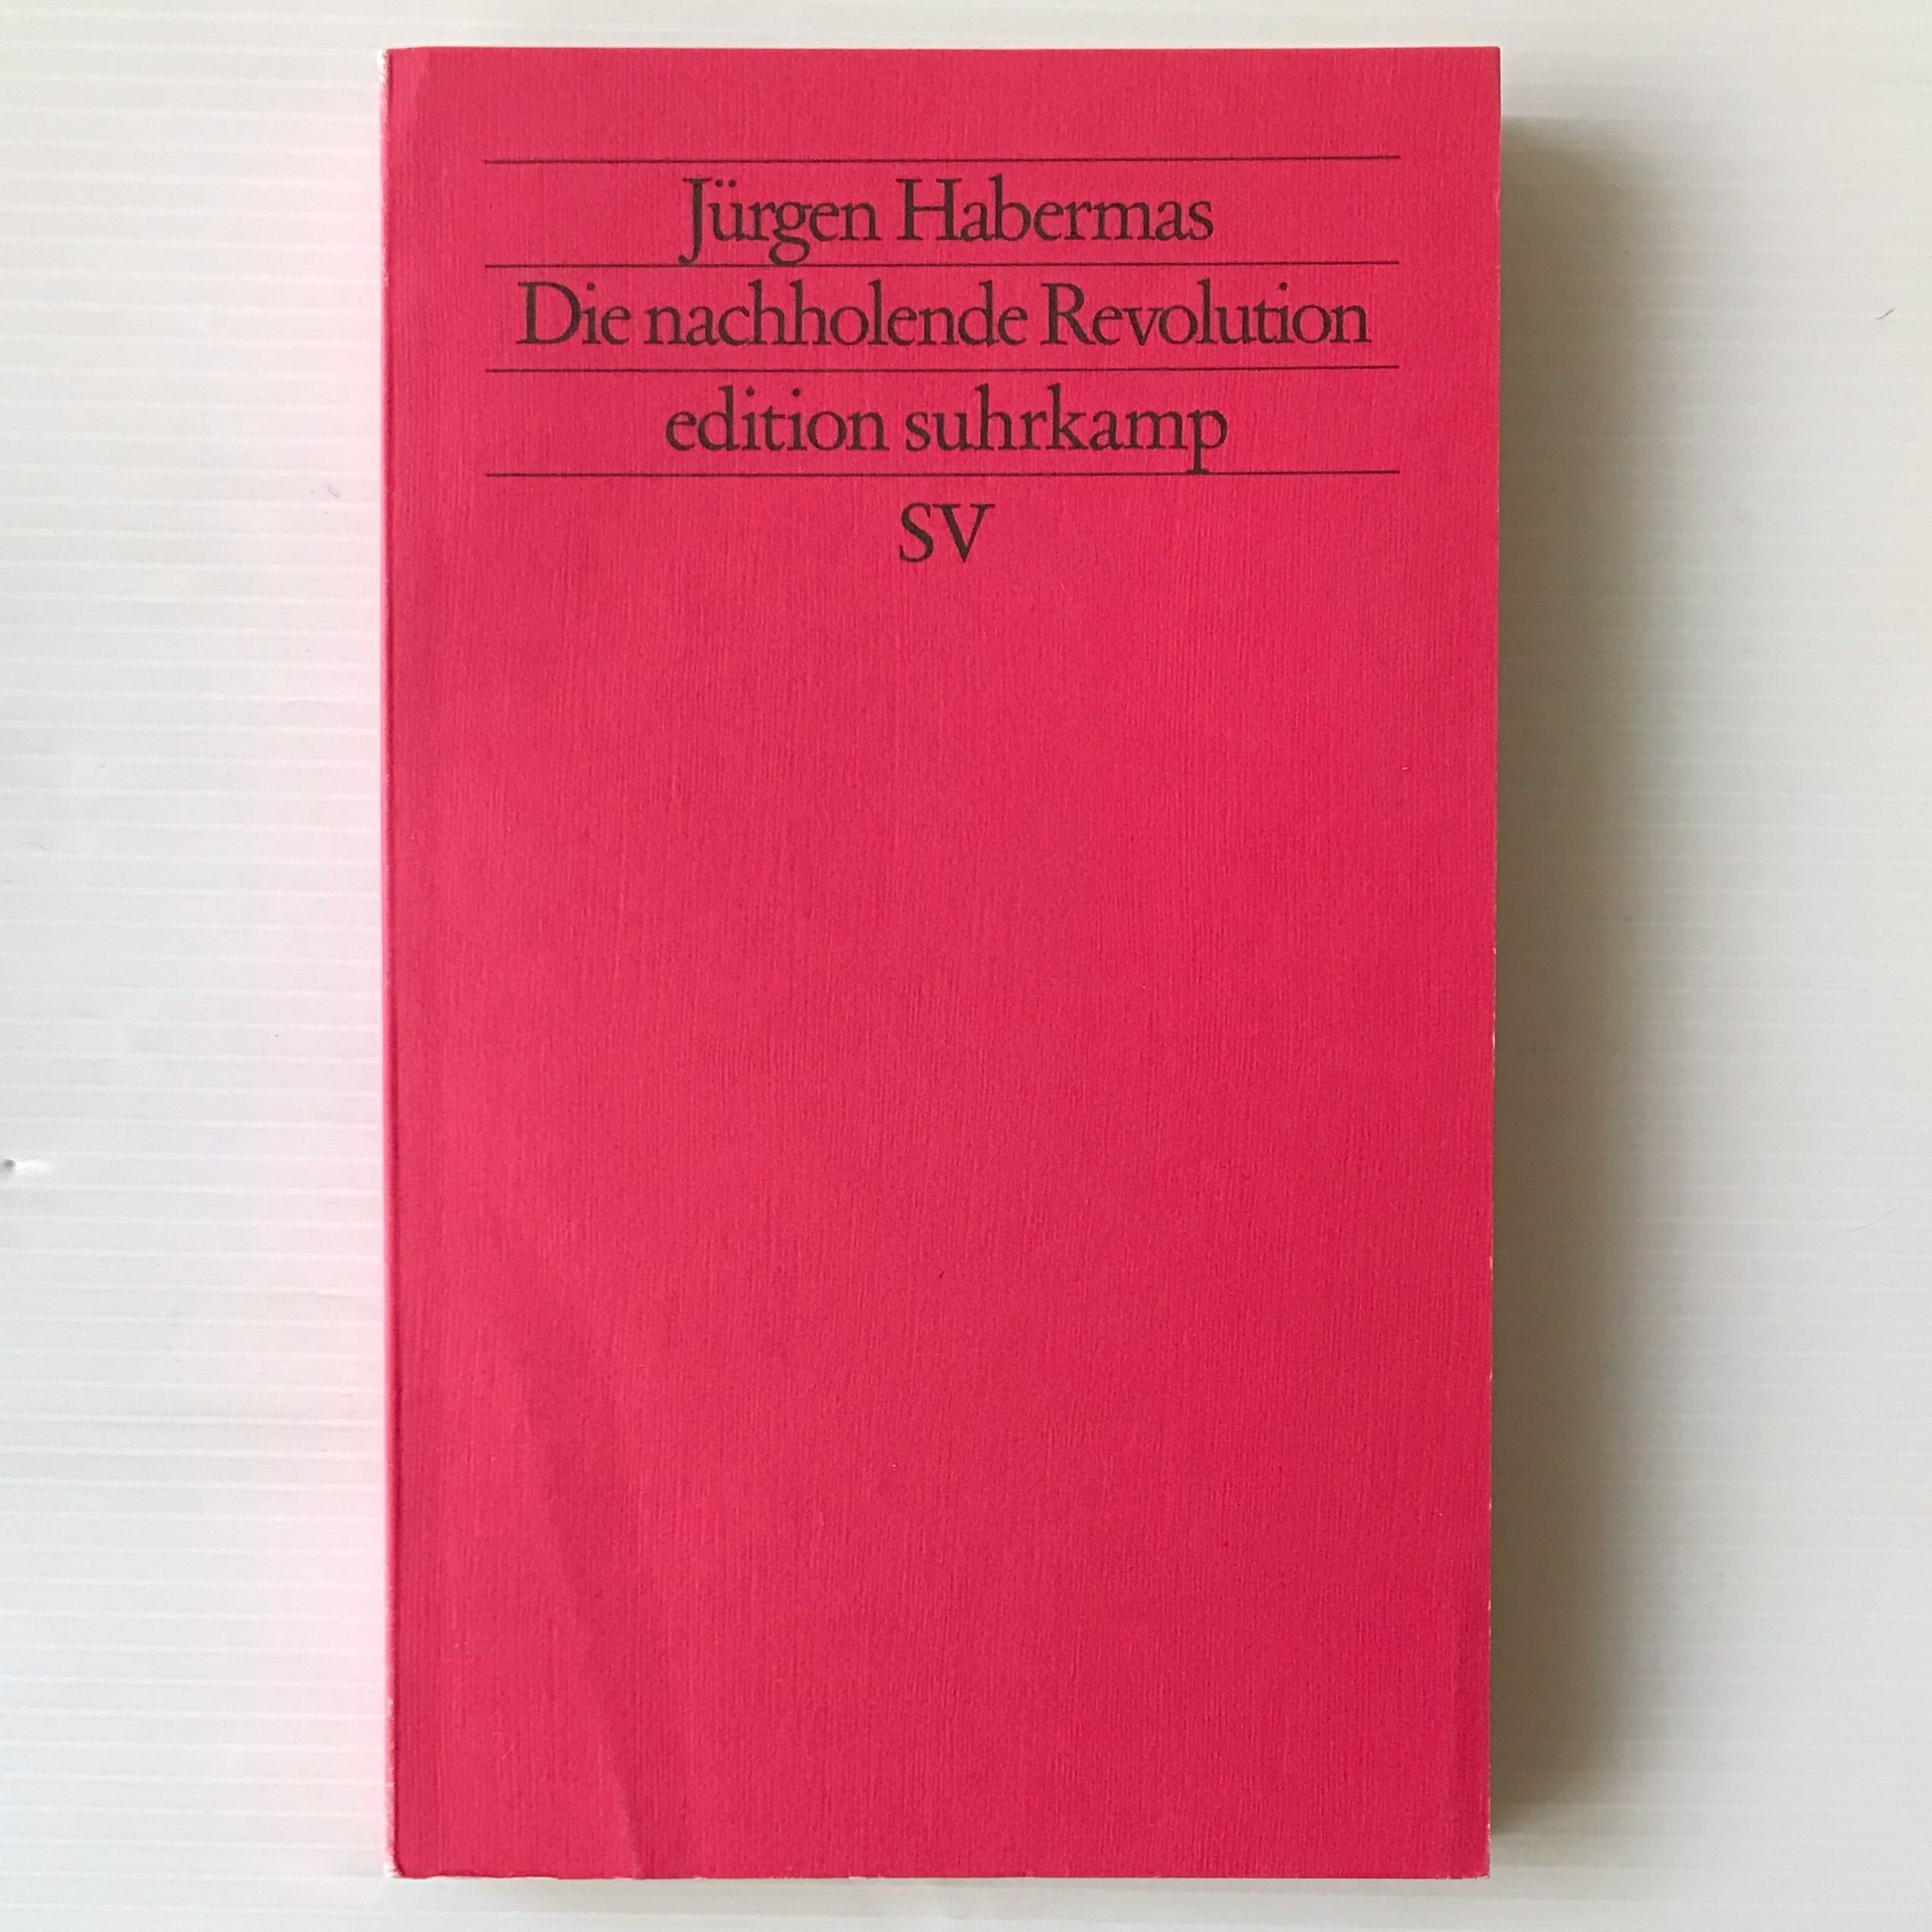 Jürgen Habermas
Die nachholende Revolution
edition suhrkamp
SV